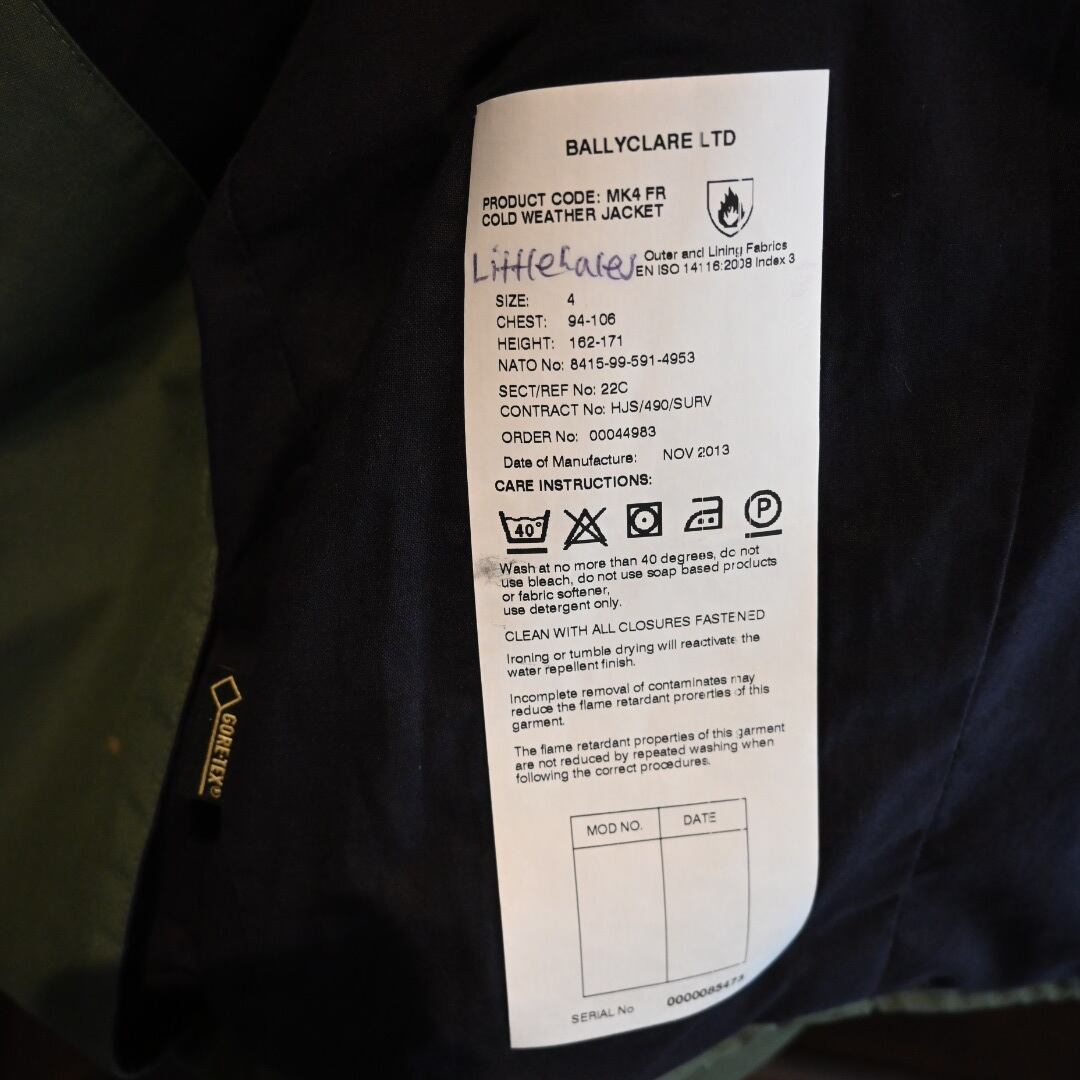 BALLYCLARE LTD
PRODUCT CODE: MK4 FR
COLD WEATHER JACKET
Outer and Lining Fabrics
EN ISO 14116:2008 Index 3
SIZE: 4
CHEST: 94-106
HEIGHT: 162-171
NATO No: 8415-99-591-4953
SECT/REF No: 22C
CONTRACT No: HJS/490/SURV
ORDER No: 00044983
Date of Manufacture: NOV 2013
CARE INSTRUCTIONS:
40° P
Wash at no more than 40 degrees, do not
use bleach, do not use soap based products
or fabric softener,
use detergent only.
CLEAN WITH ALL CLOSURES FASTENED
Ironing or tumble drying will reactivate the
water repellent finish.
Incomplete removal of contaminates may
reduce the flame retardant prorerties of this
garment.
The flame retardant properties of this garment
are not reduced by repeated washing when
following the correct procedures.
MOD NO. DATE
SERIAL No 0000085473
GORE-TEX®